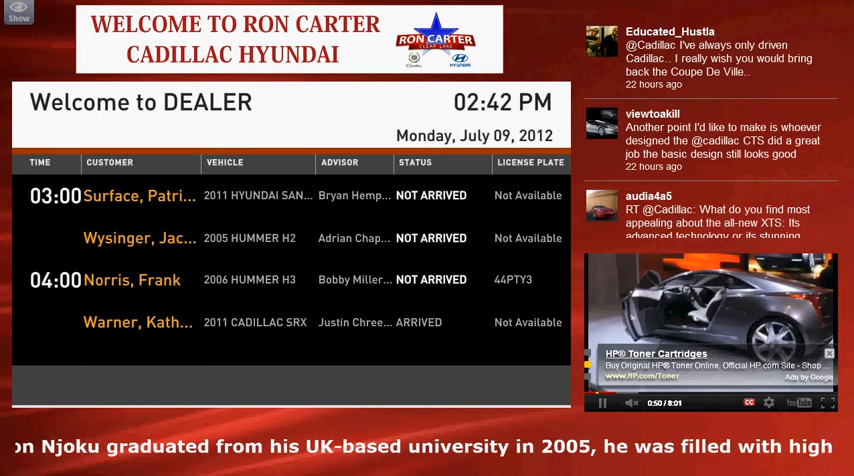 Show
WELCOME TO RON CARTER
CADILLAC HYUNDAI
RON CARTER
CLEAR LAKE
Cadillac
HYUNDAI
Welcome to DEALER
02:42 PM
Monday, July 09, 2012
TIME CUSTOMER VEHICLE ADVISOR STATUS LICENSE PLATE
03:00 Surface, Patri... 2011 HYUNDAI SAN... Bryan Hemp... NOT ARRIVED Not Available
Wysinger, Jac... 2005 HUMMER H2 Adrian Chap... NOT ARRIVED Not Available
04:00 Norris, Frank 2006 HUMMER H3 Bobby Miller... NOT ARRIVED 44PTY3
Warner, Kath... 2011 CADILLAC SRX Justin Chree... ARRIVED Not Available
Educated_Hustla
@Cadillac I've always only driven
Cadillac.. I really wish you would bring
back the Coupe De Ville..
22 hours ago
viewtoakill
Another point I'd like to make is whoever
designed the @cadillac CTS did a great
job the basic design still looks good
22 hours ago
audia4a5
RT @Cadillac: What do you find most
appealing about the all-new XTS: Its
advanced technology or its stunning
HP® Toner Cartridges
Buy Original HP® Toner Online, Official HP.com Site - Shop ...
www.HP.com/Toner
Ads by Google
0:50 / 8:01
CC
YouTube
on Njoku graduated from his UK-based university in 2005, he was filled with high